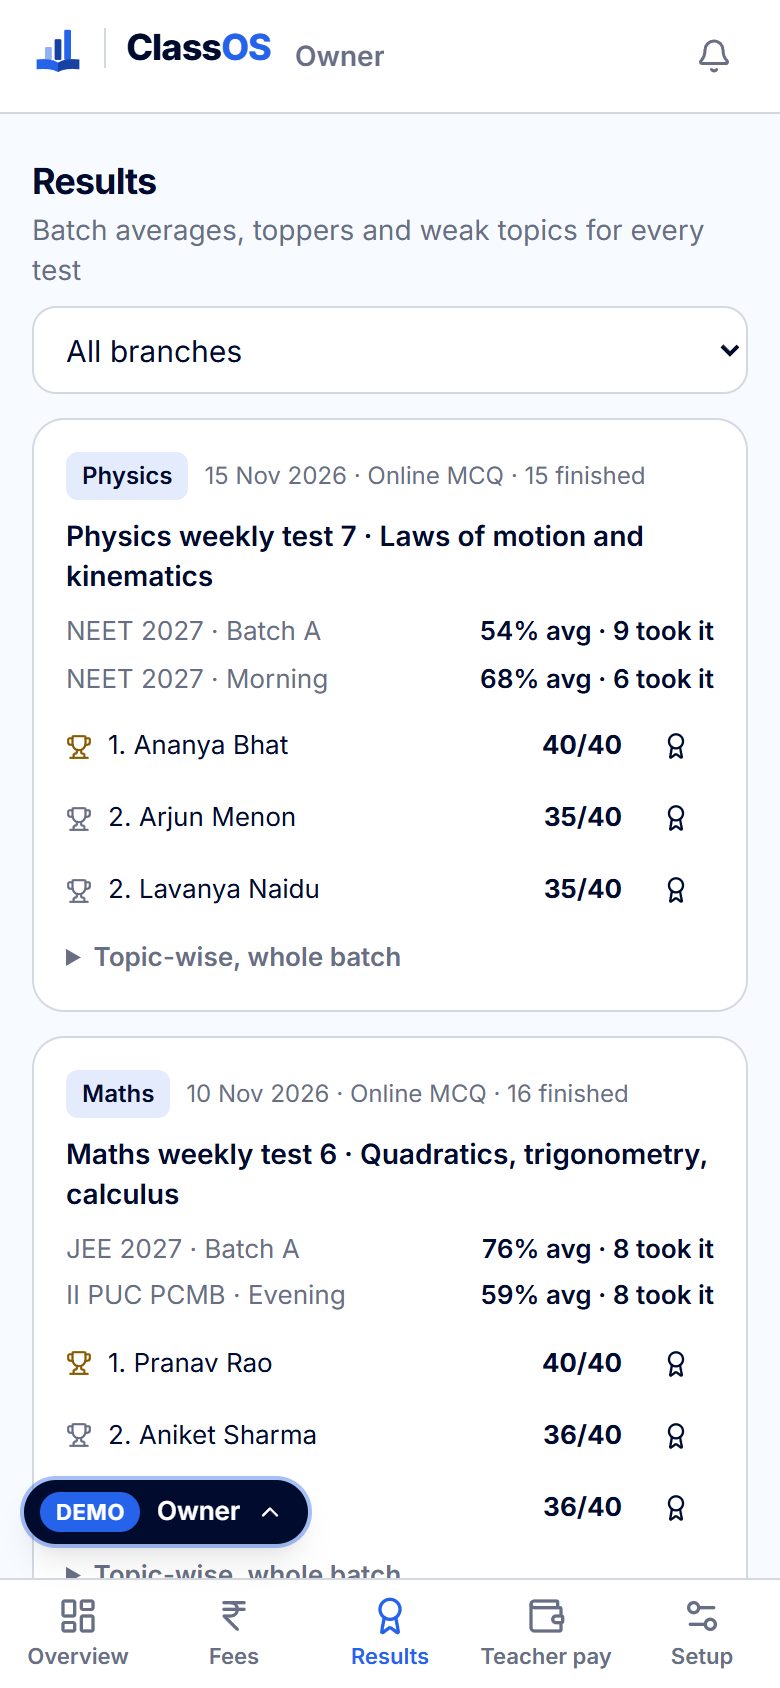 ClassOS Owner
Results
Batch averages, toppers and weak topics for every
test
All branches
Physics 15 Nov 2026 · Online MCQ · 15 finished
Physics weekly test 7 · Laws of motion and
kinematics
NEET 2027 · Batch A 54% avg · 9 took it
NEET 2027 · Morning 68% avg · 6 took it
1. Ananya Bhat 40/40
2. Arjun Menon 35/40
2. Lavanya Naidu 35/40
Topic-wise, whole batch
Maths 10 Nov 2026 · Online MCQ · 16 finished
Maths weekly test 6 · Quadratics, trigonometry,
calculus
JEE 2027 · Batch A 76% avg · 8 took it
II PUC PCMB · Evening 59% avg · 8 took it
1. Pranav Rao 40/40
2. Aniket Sharma 36/40
36/40
DEMO Owner
Topic-wise, whole batch
Overview Fees Results Teacher pay Setup